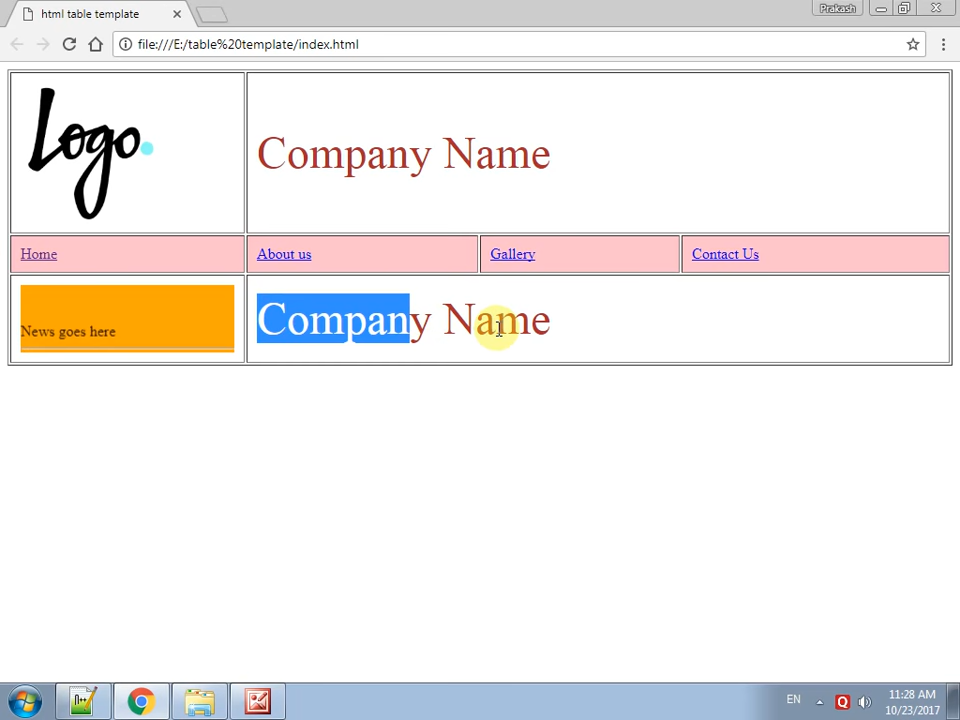 html table template
Prakash
file:///E:/table%20template/index.html
Logo.
Company Name
Home About us Gallery Contact Us
News goes here
Company Name
N++
EN
Q
11:28 AM
10/23/2017